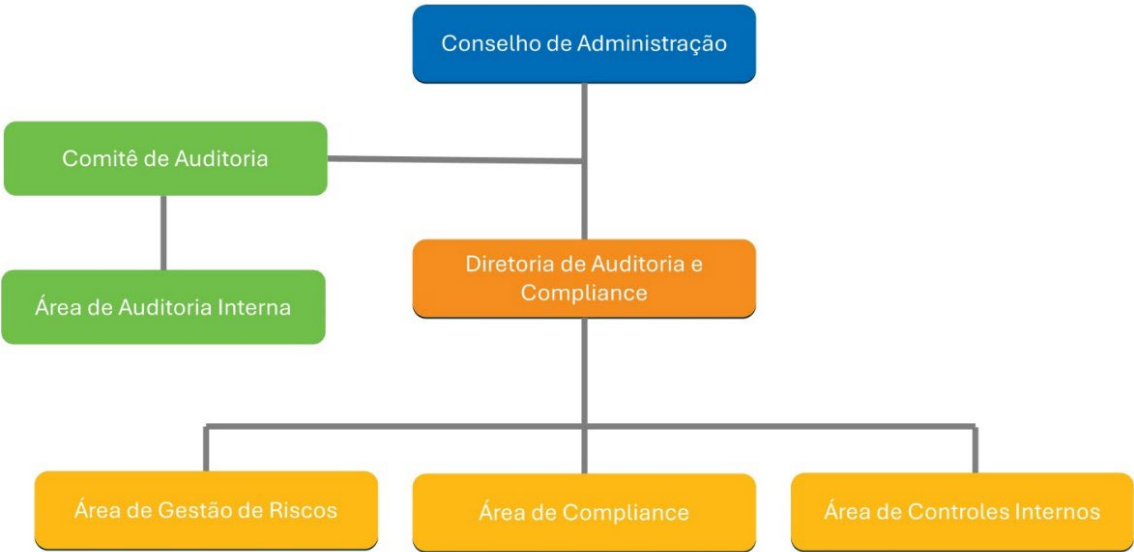 Conselho de Administração
Comitê de Auditoria
Diretoria de Auditoria e
Compliance
Área de Auditoria Interna
Área de Gestão de Riscos
Área de Compliance
Área de Controles Internos